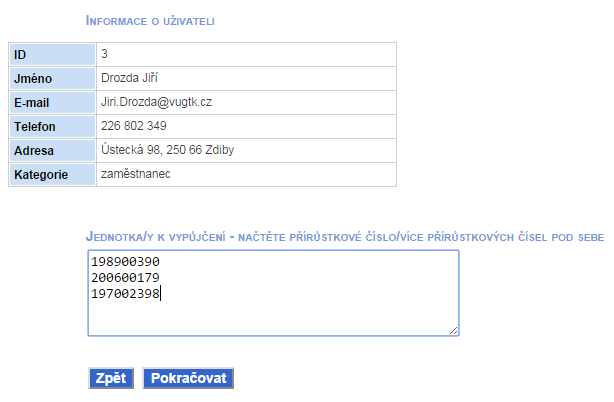 Informace o uživateli
ID 3
Jméno Drozda Jiří
E-mail Jiri.Drozda@vugtk.cz
Telefon 226 802 349
Adresa Ústecká 98, 250 66 Zdiby
Kategorie zaměstnanec
Jednotka/y k vypůjčení - načtěte přírůstkové číslo/více přírůstkových čísel pod sebe
198900390
200600179
197002398
Zpět Pokračovat